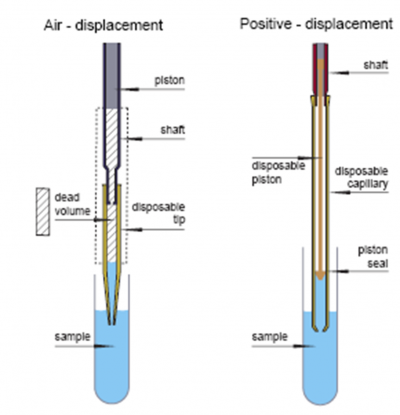 Air - displacement
piston
shaft
dead
volume
disposable
tip
sample
Positive - displacement
shaft
disposable
piston
disposable
capillary
piston
seal
sample